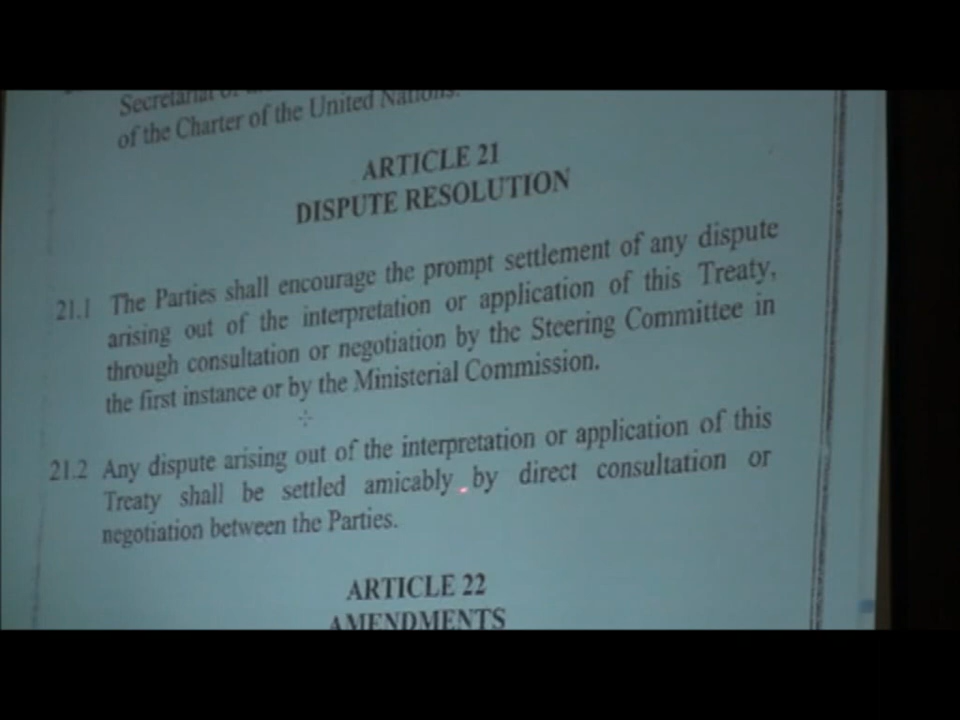 Secretariat of
of the Charter of the United Nations.
ARTICLE 21
DISPUTE RESOLUTION
21.1 The Parties shall encourage the prompt settlement of any dispute
arising out of the interpretation or application of this Treaty,
through consultation or negotiation by the Steering Committee in
the first instance or by the Ministerial Commission.
21.2 Any dispute arising out of the interpretation or application of this
Treaty shall be settled amicably by direct consultation or
negotiation between the Parties.
ARTICLE 22
AMENDMENTS